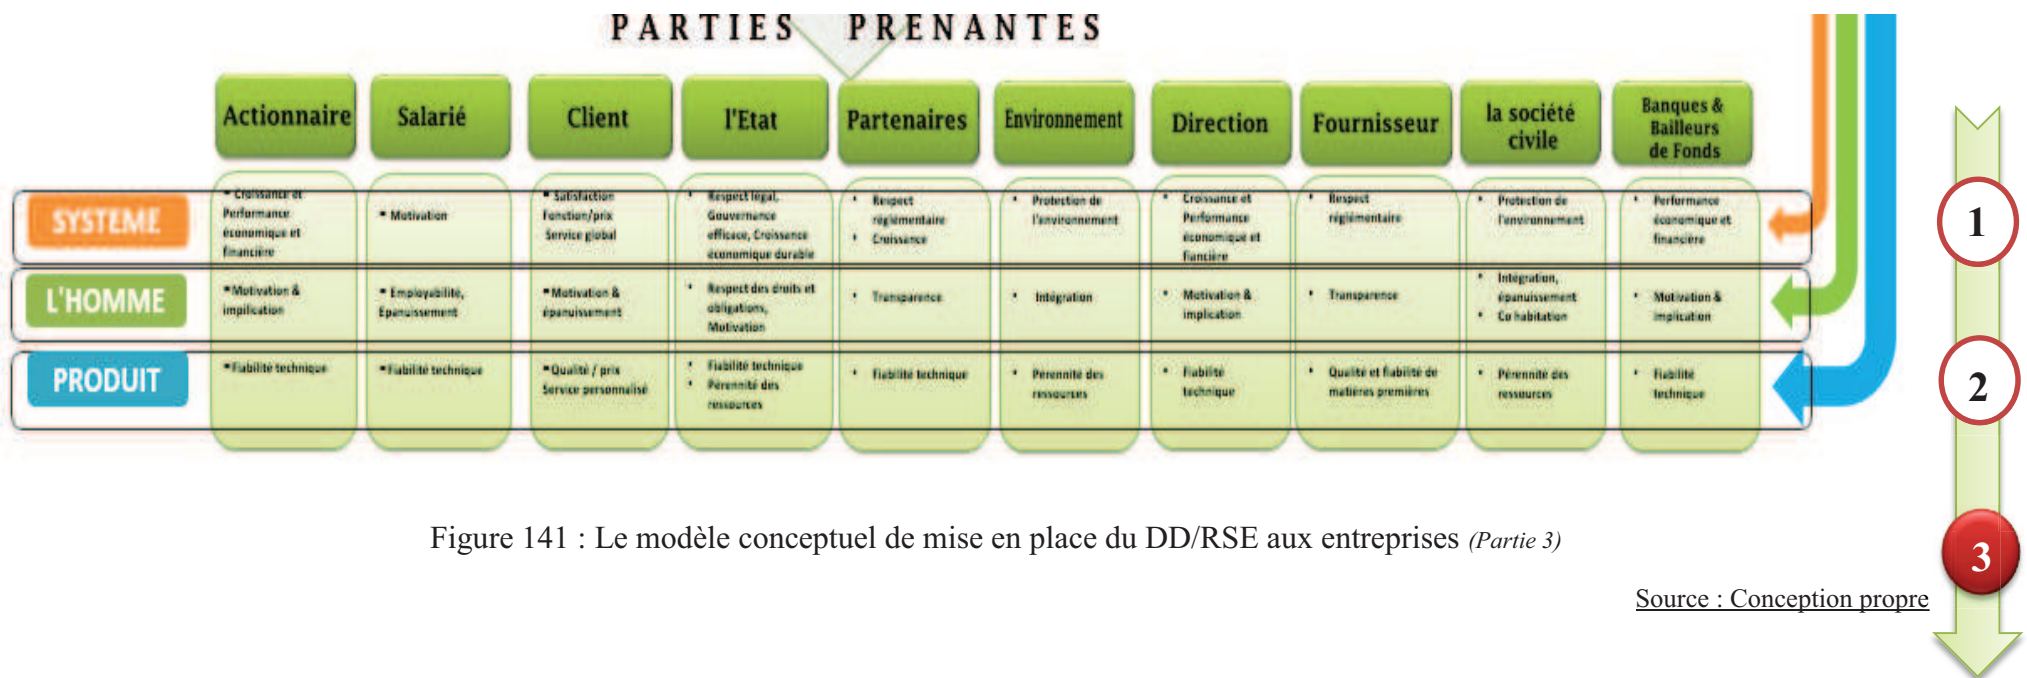 PARTIES PRENANTES
Actionnaire
Salarié
Client
l'Etat
Partenaires
Environnement
Direction
Fournisseur
la société
civile
Banques &
Bailleurs
de Fonds
SYSTEME
▪ Croissance et
Performance
économique et
financière
▪ Motivation
▪ Satisfaction
Fonction/prix
Service global
• Respect légal,
Gouvernance
efficace, Croissance
économique durable
• Respect
réglementaire
• Croissance
• Protection de
l'environnement
• Croissance et
Performance
économique et
fiancière
• Respect
réglémentaire
• Protection de
l'environnement
• Performance
économique et
financière
1
L'HOMME
▪ Motivation &
implication
▪ Employabilité,
Epanuissement
▪ Motivation &
épanuissement
• Respect des droits et
obligations,
Motivation
• Transparence
• Intégration
• Motivation &
implication
• Transparence
• Intégration,
épanuissement
• Co habitation
• Motivation &
implication
PRODUIT
▪ Fiabilité technique
▪ Fiabilité technique
▪ Qualité / prix
Service personnalisé
• Fiabilité technique
• Pérennité des
ressources
• Fiabilité technique
• Perennité des
ressources
• Fiabilité
technique
• Qualité et fiabilité de
matières premières
• Pérennité des
ressources
• Fiabilité
technique
2
Figure 141 : Le modèle conceptuel de mise en place du DD/RSE aux entreprises (Partie 3)
3
Source : Conception propre